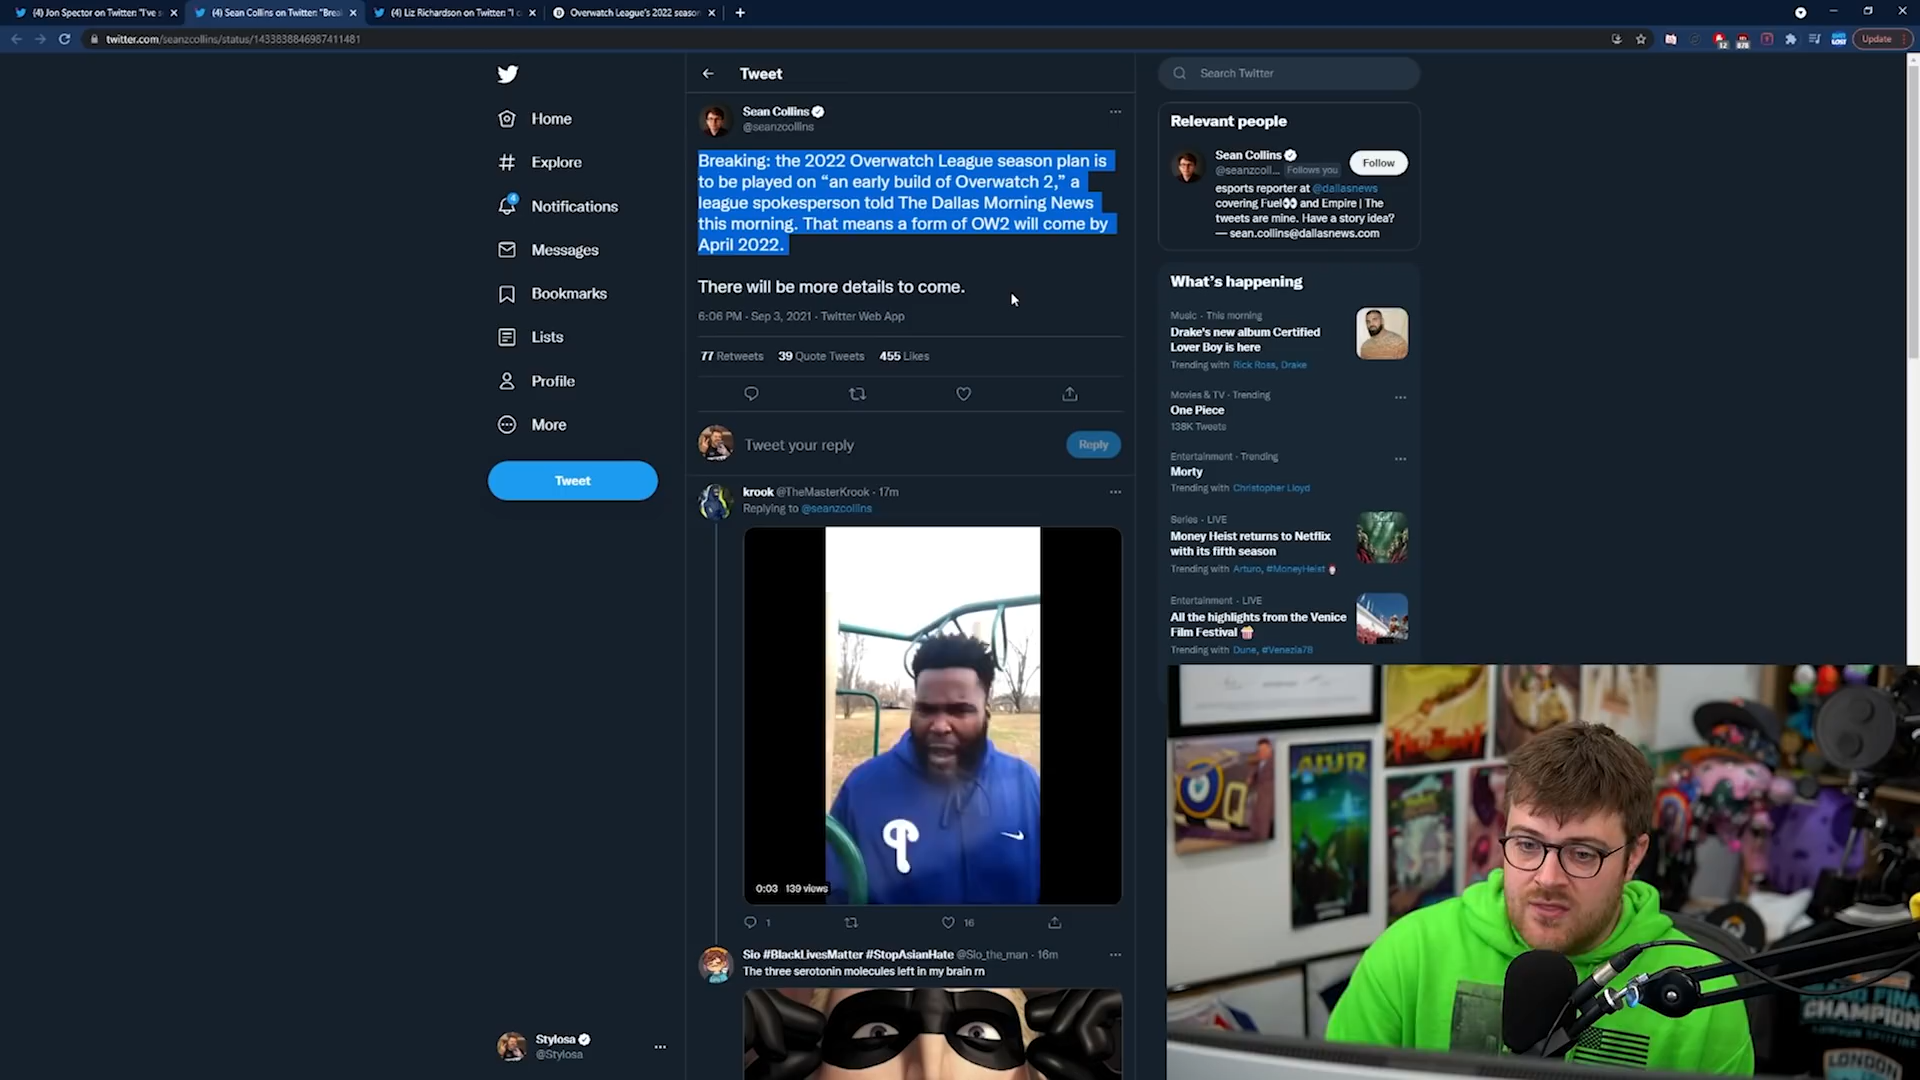 (4) Jon Spector on Twitter: "I've s
(4) Sean Collins on Twitter: "Brea
(4) Liz Richardson on Twitter: "I c
Overwatch League's 2022 season
twitter.com/seanzcollins/status/1433838846987411481
12
878
Update
Home
Explore
4
Notifications
Messages
Bookmarks
Lists
Profile
More
Tweet
Stylosa
@Stylosa
Tweet
Sean Collins
@seanzcollins
Breaking: the 2022 Overwatch League season plan is
to be played on “an early build of Overwatch 2,” a
league spokesperson told The Dallas Morning News
this morning. That means a form of OW2 will come by
April 2022.
There will be more details to come.
6:06 PM · Sep 3, 2021 · Twitter Web App
77 Retweets 39 Quote Tweets 455 Likes
Tweet your reply
Reply
krook @TheMasterKrook · 17m
Replying to @seanzcollins
P
0:03 139 views
1
16
Sio #BlackLivesMatter #StopAsianHate @Sio_the_man · 16m
The three serotonin molecules left in my brain rn
Search Twitter
Relevant people
Sean Collins
@seanzcoll... Follows you
Follow
esports reporter at @dallasnews
covering Fuel👀 and Empire | The
tweets are mine. Have a story idea?
— sean.collins@dallasnews.com
What's happening
Music · This morning
Drake's new album Certified
Lover Boy is here
Trending with Rick Ross, Drake
Movies & TV · Trending
One Piece
138K Tweets
Entertainment · Trending
Morty
Trending with Christopher Lloyd
Series · LIVE
Money Heist returns to Netflix
with its fifth season
Trending with Arturo, #MoneyHeist
Entertainment · LIVE
All the highlights from the Venice
Film Festival 🍿
Trending with Dune, #Venezia78
AIUR
GRAND FINA
CHAMPION
LONDON
SPITFIRE